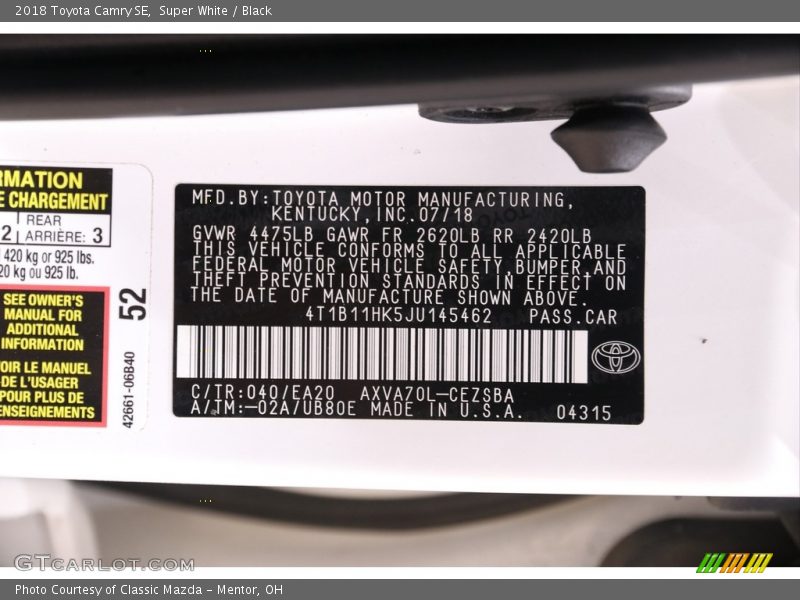 2018 Toyota Camry SE, Super White / Black
RMATION
E CHARGEMENT
2 REAR
ARRIÈRE: 3
420 kg or 925 lbs.
20 kg ou 925 lb.
SEE OWNER'S
MANUAL FOR
ADDITIONAL
INFORMATION
OIR LE MANUEL
DE L'USAGER
POUR PLUS DE
ENSEIGNEMENTS
52
42661-06B40
MFD.BY:TOYOTA MOTOR MANUFACTURING,
KENTUCKY,INC.07/18
GVWR 4475LB GAWR FR 2620LB RR 2420LB
THIS VEHICLE CONFORMS TO ALL APPLICABLE
FEDERAL MOTOR VEHICLE SAFETY,BUMPER,AND
THEFT PREVENTION STANDARDS IN EFFECT ON
THE DATE OF MANUFACTURE SHOWN ABOVE.
4T1B11HK5JU145462 PASS.CAR
C/TR:040/EA20 AXVA70L-CEZSBA
A/TM:-02A/UB80E MADE IN U.S.A. 04315
GTCARLOT.COM
Photo Courtesy of Classic Mazda - Mentor, OH